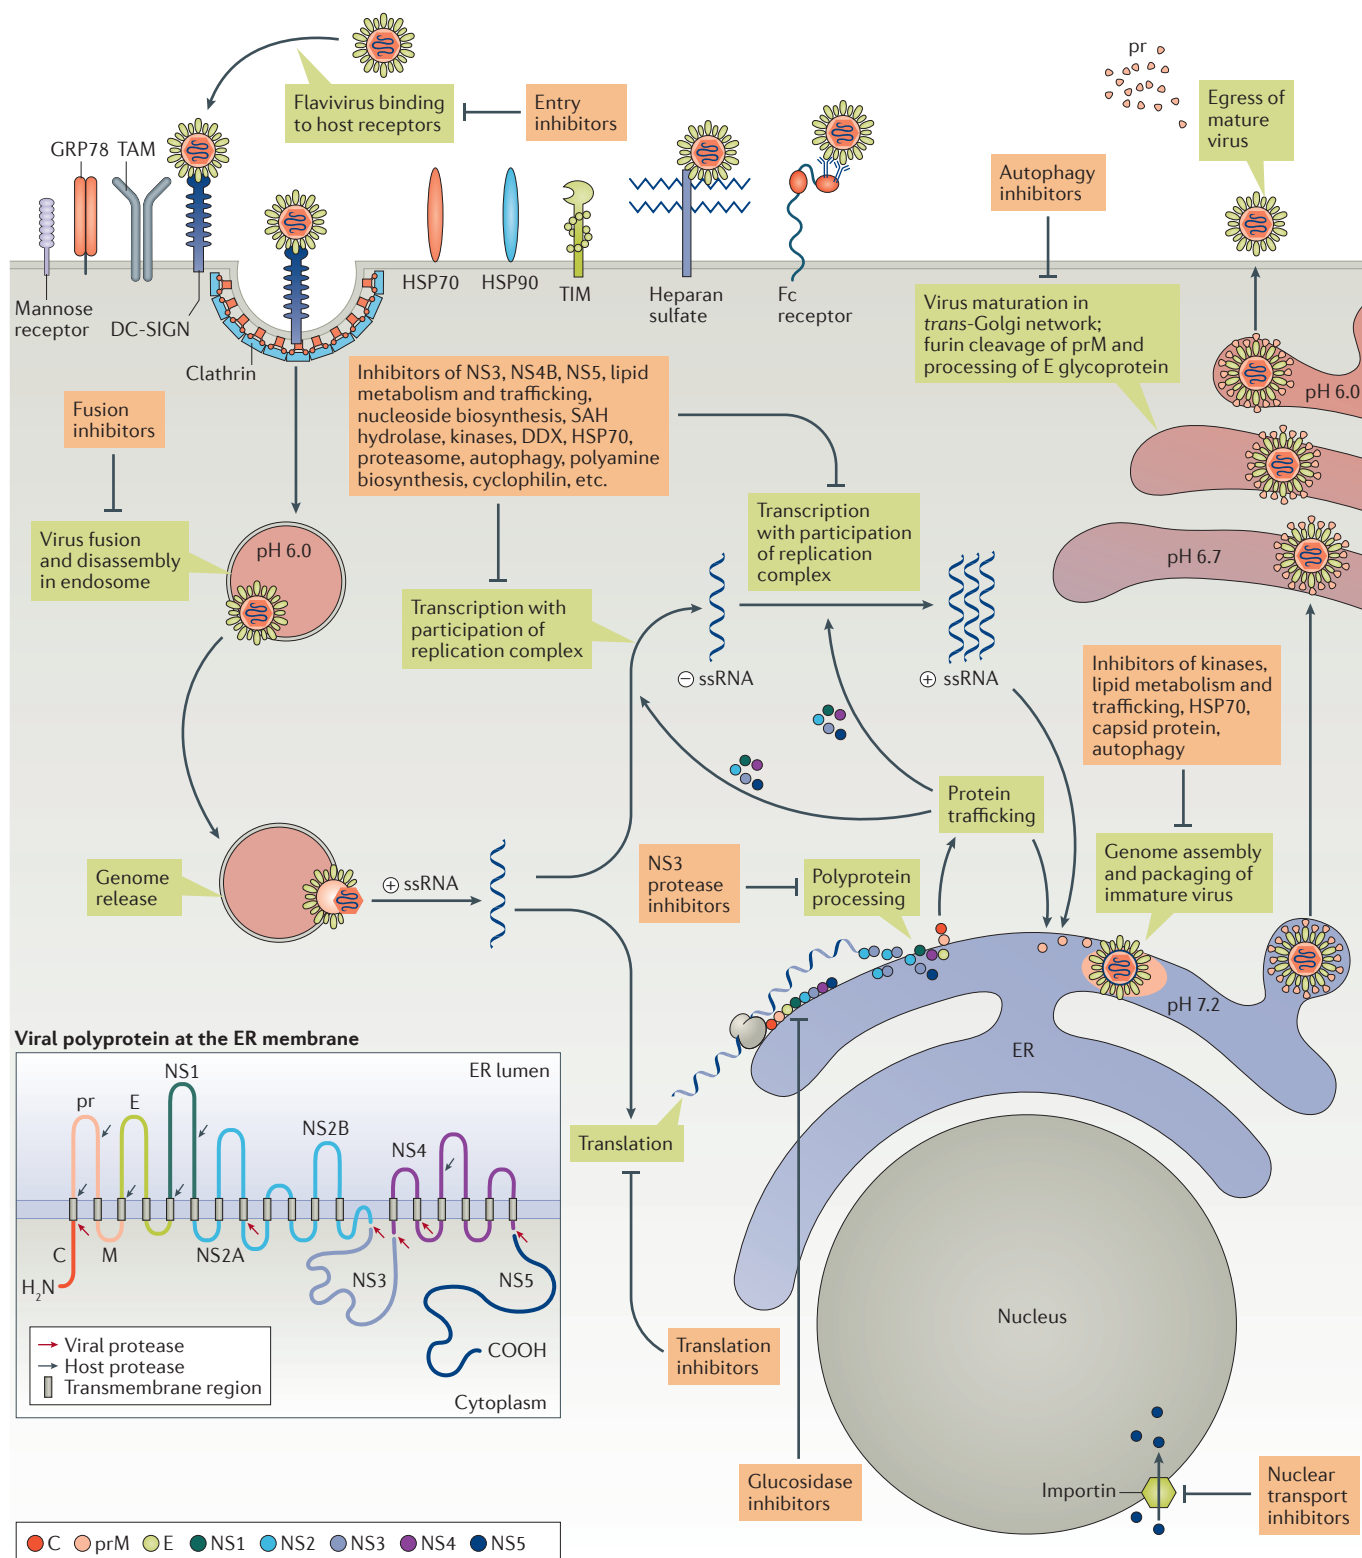 pr
Flavivirus binding
to host receptors
Entry
inhibitors
Egress of
mature
virus
GRP78
TAM
Autophagy
inhibitors
Mannose
receptor
DC-SIGN
Clathrin
HSP70
HSP90
TIM
Heparan
sulfate
Fc
receptor
Virus maturation in
trans-Golgi network;
furin cleavage of prM and
processing of E glycoprotein
pH 6.0
Fusion
inhibitors
Inhibitors of NS3, NS4B, NS5, lipid
metabolism and trafficking,
nucleoside biosynthesis, SAH
hydrolase, kinases, DDX, HSP70,
proteasome, autophagy, polyamine
biosynthesis, cyclophilin, etc.
Virus fusion
and disassembly
in endosome
pH 6.0
Transcription
with participation
of replication
complex
pH 6.7
Transcription with
participation of
replication complex
⊖ ssRNA
⊕ ssRNA
Inhibitors of kinases,
lipid metabolism and
trafficking, HSP70,
capsid protein,
autophagy
Protein
trafficking
Genome
release
⊕ ssRNA
NS3
protease
inhibitors
Polyprotein
processing
Genome assembly
and packaging of
immature virus
pH 7.2
ER
Viral polyprotein at the ER membrane
ER lumen
pr
E
NS1
NS2B
NS4
C
M
NS2A
NS3
NS5
H2N
COOH
Viral protease
Host protease
Transmembrane region
Cytoplasm
Translation
Translation
inhibitors
Nucleus
Glucosidase
inhibitors
Importin
Nuclear
transport
inhibitors
C prM E NS1 NS2 NS3 NS4 NS5